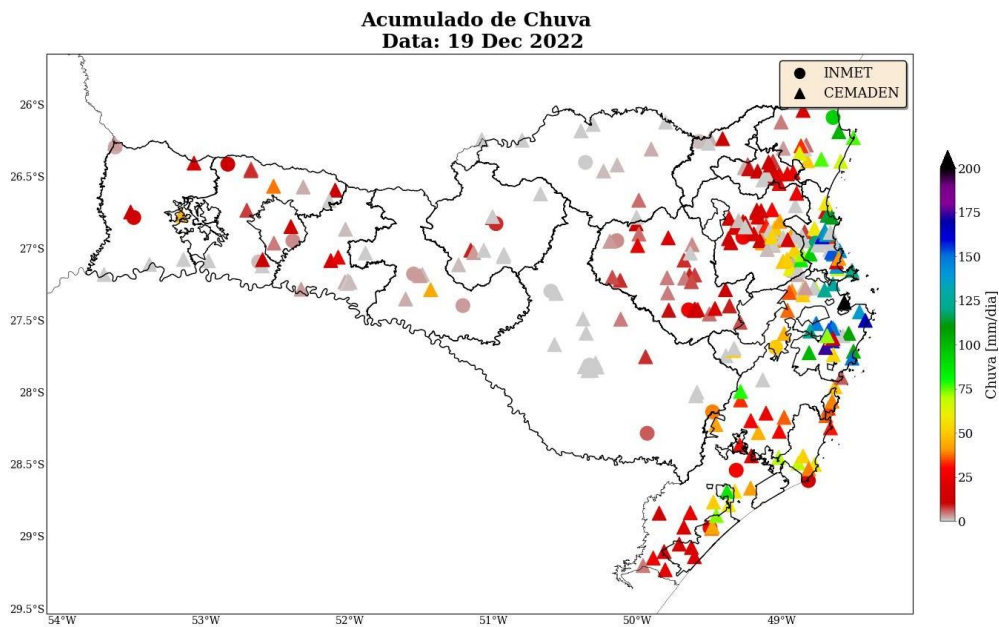 Acumulado de Chuva
Data: 19 Dec 2022
INMET
CEMADEN
26°S
26.5°S
27°S
27.5°S
28°S
28.5°S
29°S
29.5°S
54°W
53°W
52°W
51°W
50°W
49°W
200
175
150
125
100
75
50
25
0
Chuva [mm/dia]